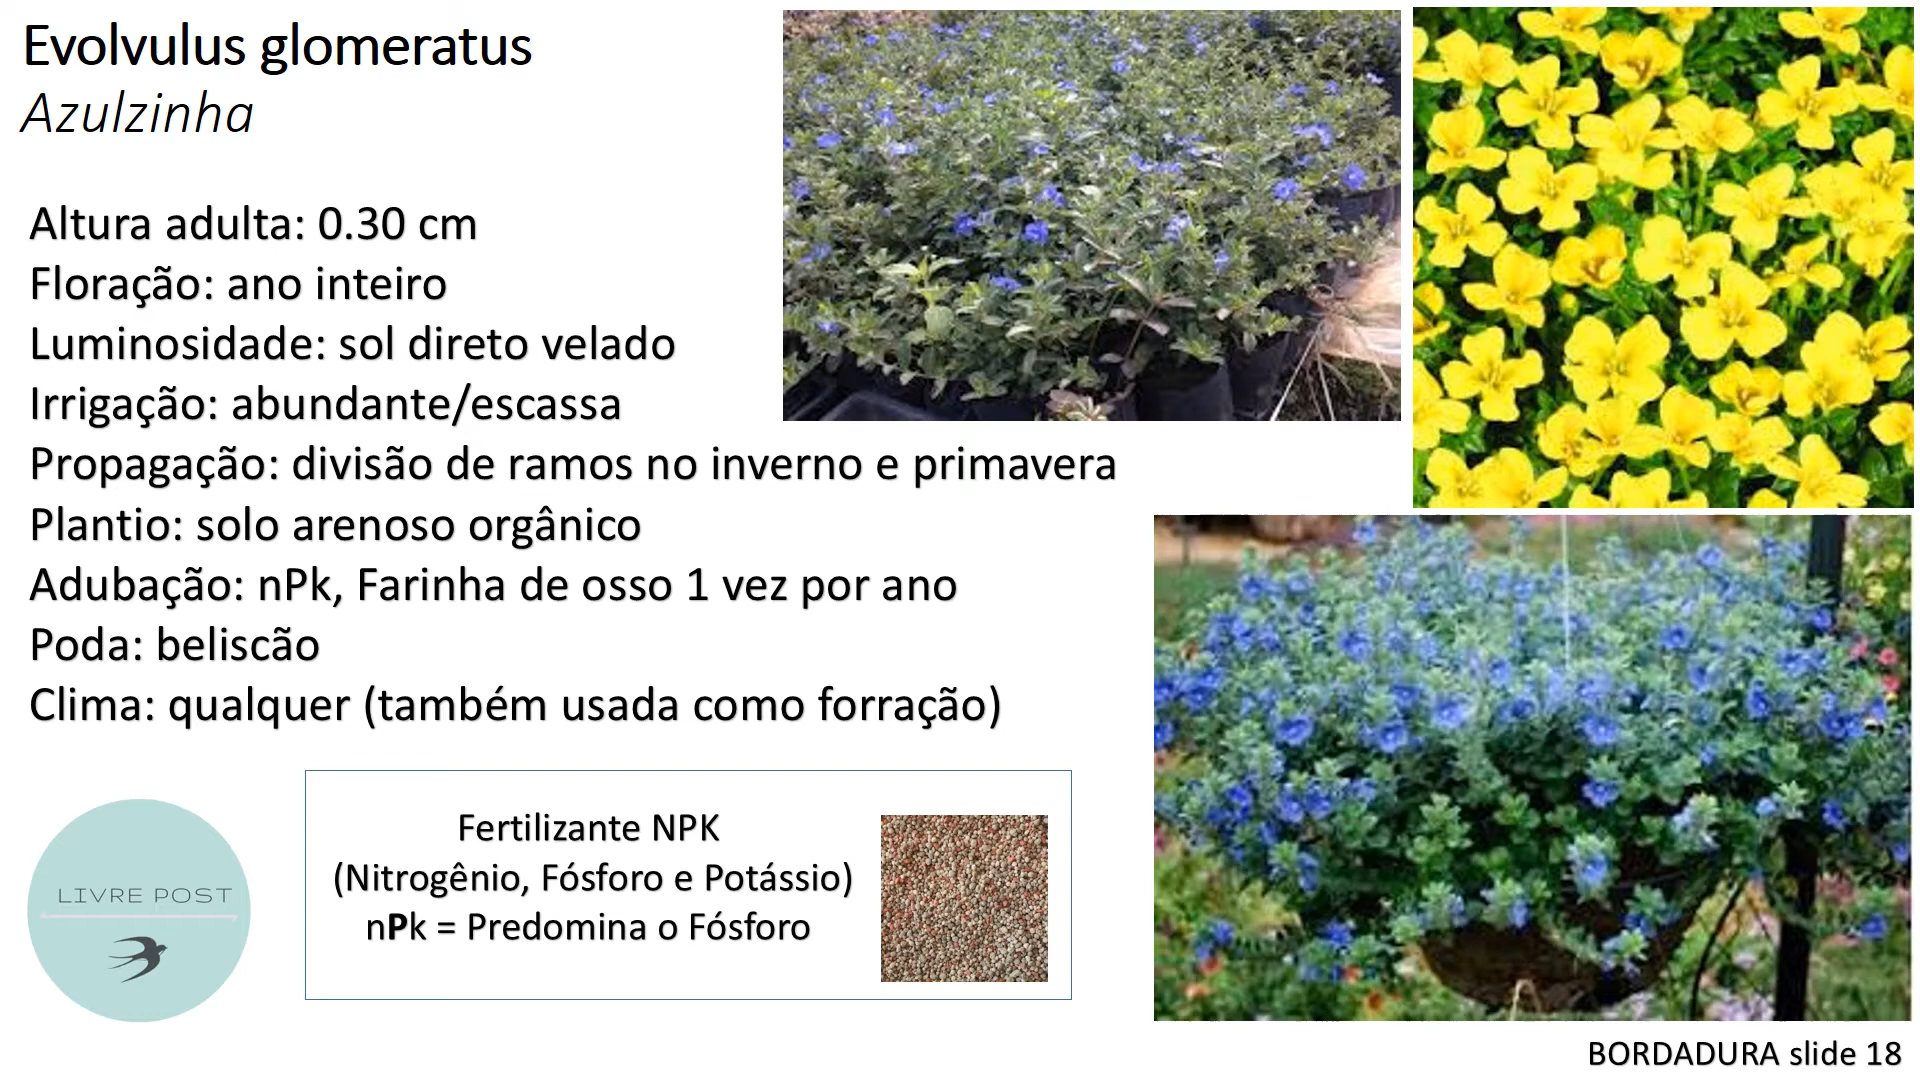 Evolvulus glomeratus
Azulzinha
Altura adulta: 0.30 cm
Floração: ano inteiro
Luminosidade: sol direto velado
Irrigação: abundante/escassa
Propagação: divisão de ramos no inverno e primavera
Plantio: solo arenoso orgânico
Adubação: nPk, Farinha de osso 1 vez por ano
Poda: beliscão
Clima: qualquer (também usada como forração)
Fertilizante NPK
(Nitrogênio, Fósforo e Potássio)
nPk = Predomina o Fósforo
LIVRE POST
BORDADURA slide 18